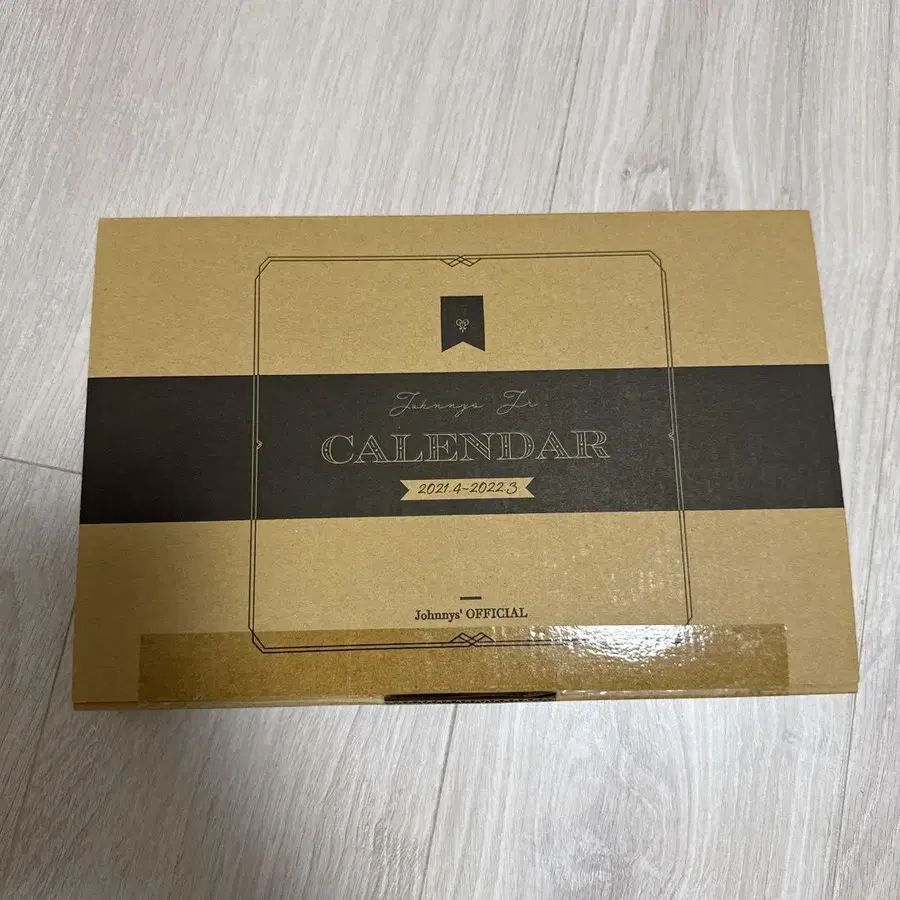 Johnnys Jr
CALENDAR
2021.4-2022.3
Johnnys' OFFICIAL